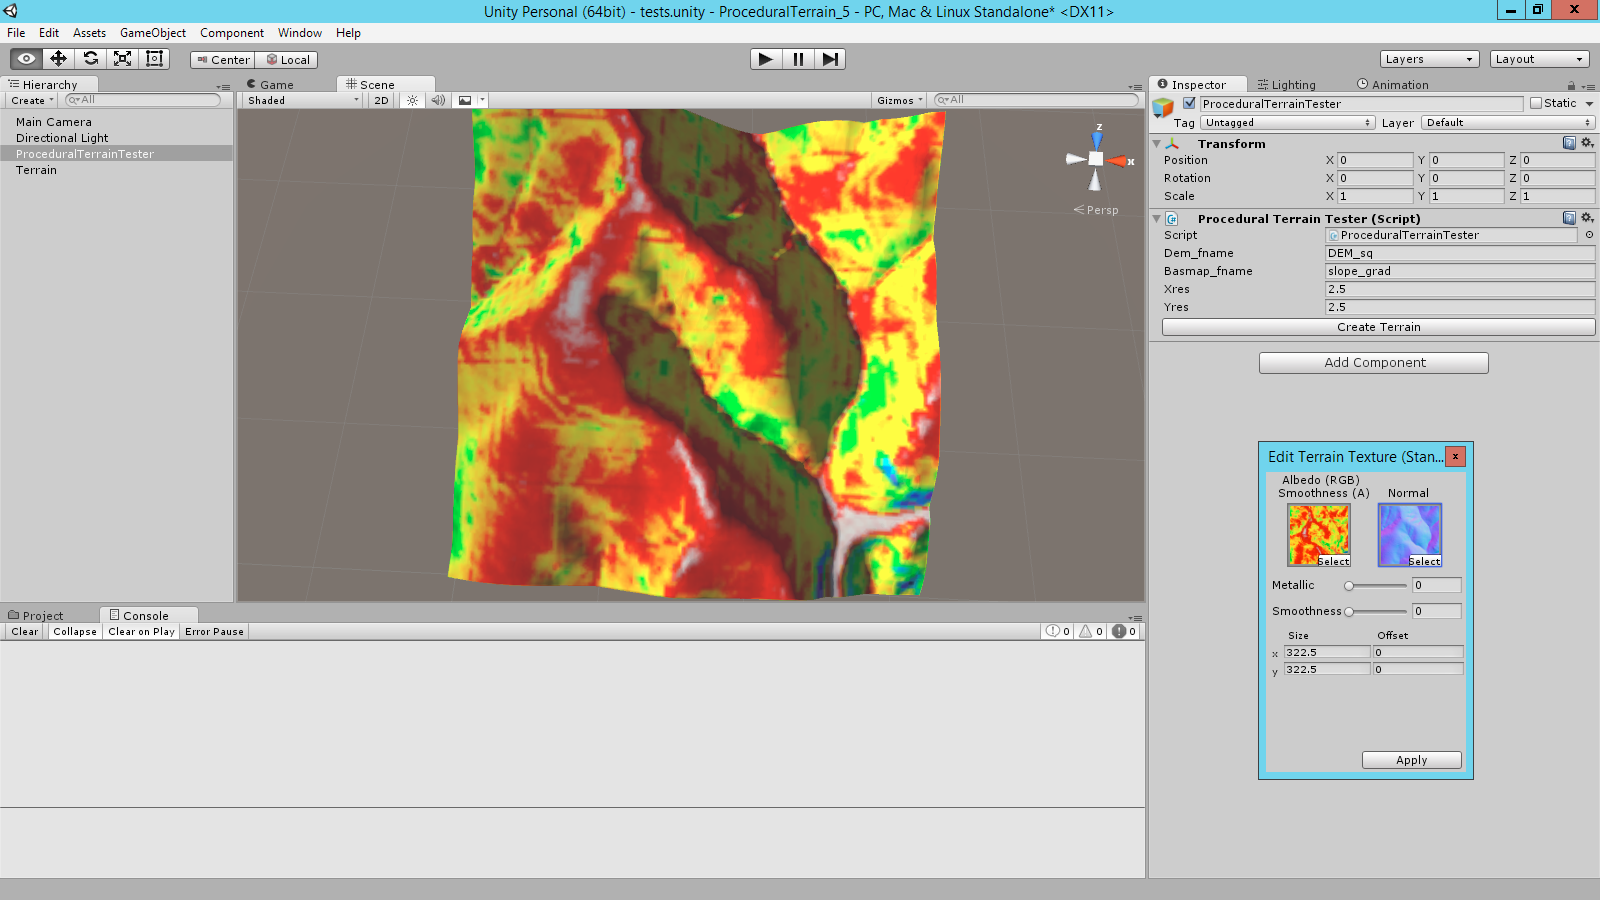 Unity Personal (64bit) - tests.unity - ProceduralTerrain_5 - PC, Mac & Linux Standalone* <DX11>
File Edit Assets GameObject Component Window Help
Center Local
Layers Layout
Hierarchy
Create All
Main Camera
Directional Light
ProceduralTerrainTester
Terrain
Game Scene
Shaded 2D Gizmos All
z
x
Persp
Project Console
Clear Collapse Clear on Play Error Pause 0 0 0
Inspector Lighting Animation
ProceduralTerrainTester Static
Tag Untagged Layer Default
Transform
Position X 0 Y 0 Z 0
Rotation X 0 Y 0 Z 0
Scale X 1 Y 1 Z 1
Procedural Terrain Tester (Script)
Script ProceduralTerrainTester
Dem_fname DEM_sq
Basmap_fname slope_grad
Xres 2.5
Yres 2.5
Create Terrain
Add Component
Edit Terrain Texture (Stan... x
Albedo (RGB)
Smoothness (A) Normal
Select Select
Metallic 0
Smoothness 0
Size Offset
x 322.5 0
y 322.5 0
Apply